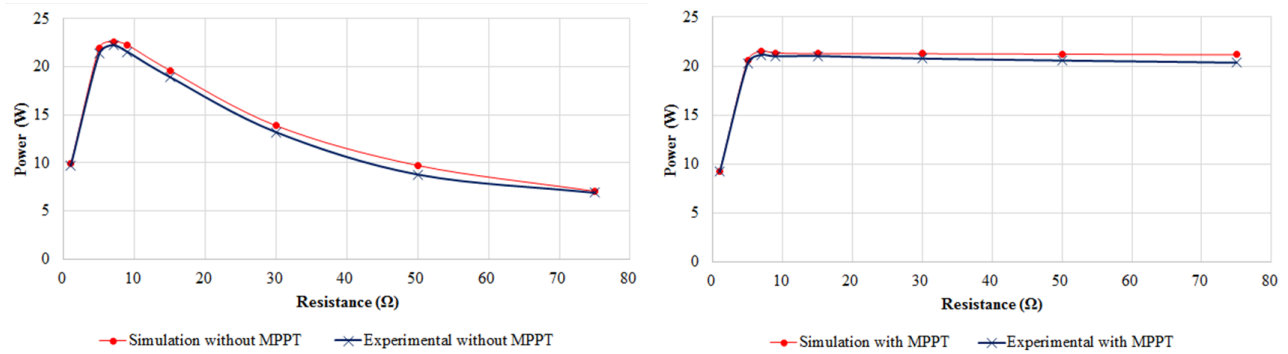 25
20
15
10
5
0
Power (W)
0 10 20 30 40 50 60 70 80
Resistance (Ω)
Simulation without MPPT Experimental without MPPT
25
20
15
10
5
0
Power (W)
0 10 20 30 40 50 60 70 80
Resistance (Ω)
Simulation with MPPT Experimental with MPPT